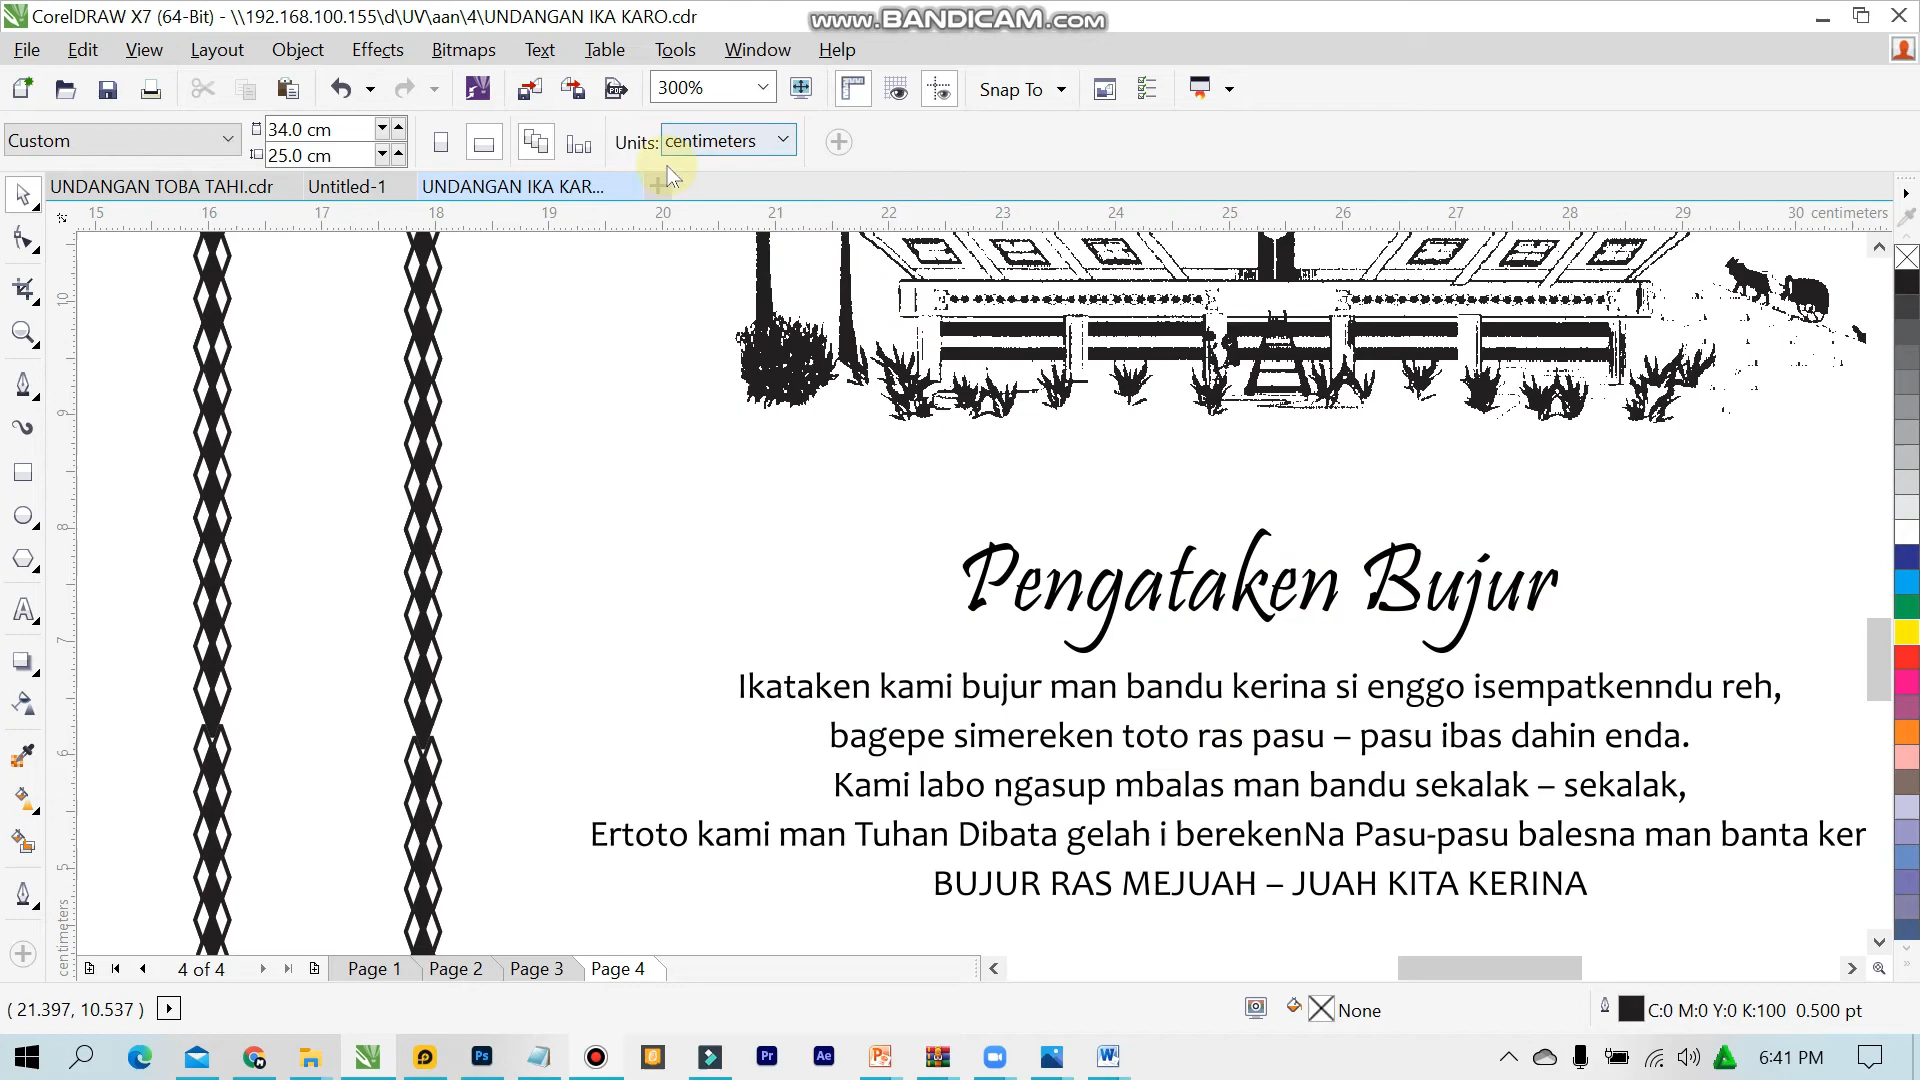 CorelDRAW X7 (64-Bit) - \\192.168.100.155\d\UV\aan\4\UNDANGAN IKA KARO.cdr
www.BANDICAM.com
File Edit View Layout Object Effects Bitmaps Text Table Tools Window Help
300% Snap To
Custom 34.0 cm Units: centimeters
25.0 cm
UNDANGAN TOBA TAHI.cdr Untitled-1 UNDANGAN IKA KAR...
15 16 17 18 19 20 21 22 23 24 25 26 27 28 29 30 centimeters
10
9
8
7
6
5
centimeters
Pengataken Bujur
Ikataken kami bujur man bandu kerina si enggo isempatkenndu reh,
bagepe simereken toto ras pasu – pasu ibas dahin enda.
Kami labo ngasup mbalas man bandu sekalak – sekalak,
Ertoto kami man Tuhan Dibata gelah i berekenNa Pasu-pasu balesna man banta ker
BUJUR RAS MEJUAH – JUAH KITA KERINA
4 of 4 Page 1 Page 2 Page 3 Page 4
( 21.397, 10.537 ) None C:0 M:0 Y:0 K:100 0.500 pt
6:41 PM